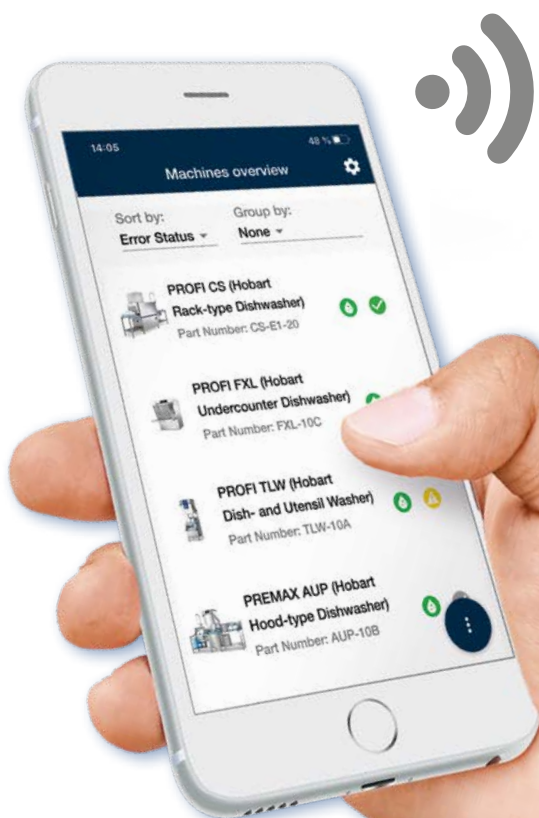 14:05
48 %
Machines overview
Sort by:
Group by:
Error Status
None
PROFI CS (Hobart
Rack-type Dishwasher)
Part Number: CS-E1-20
PROFI FXL (Hobart
Undercounter Dishwasher)
Part Number: FXL-10C
PROFI TLW (Hobart
Dish- and Utensil Washer)
Part Number: TLW-10A
PREMAX AUP (Hobart
Hood-type Dishwasher)
Part Number: AUP-10B